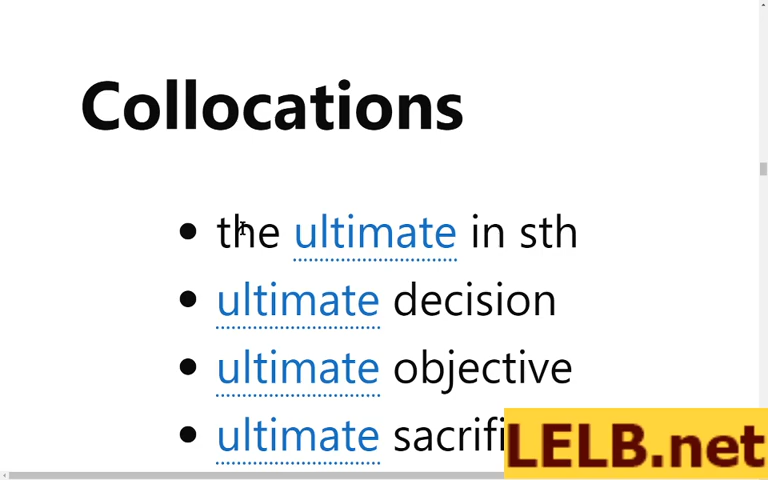 Collocations
• the ultimate in sth
• ultimate decision
• ultimate objective
• ultimate
LELB.net